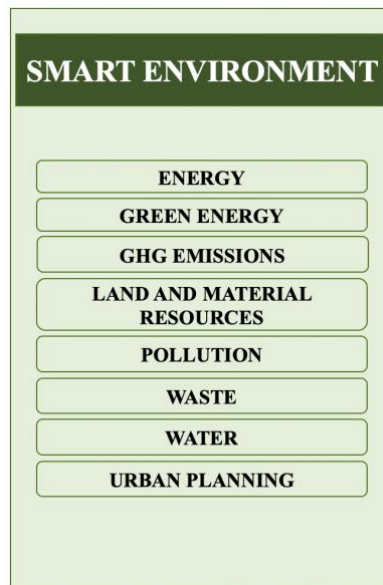 SMART ENVIRONMENT
ENERGY
GREEN ENERGY
GHG EMISSIONS
LAND AND MATERIAL
RESOURCES
POLLUTION
WASTE
WATER
URBAN PLANNING